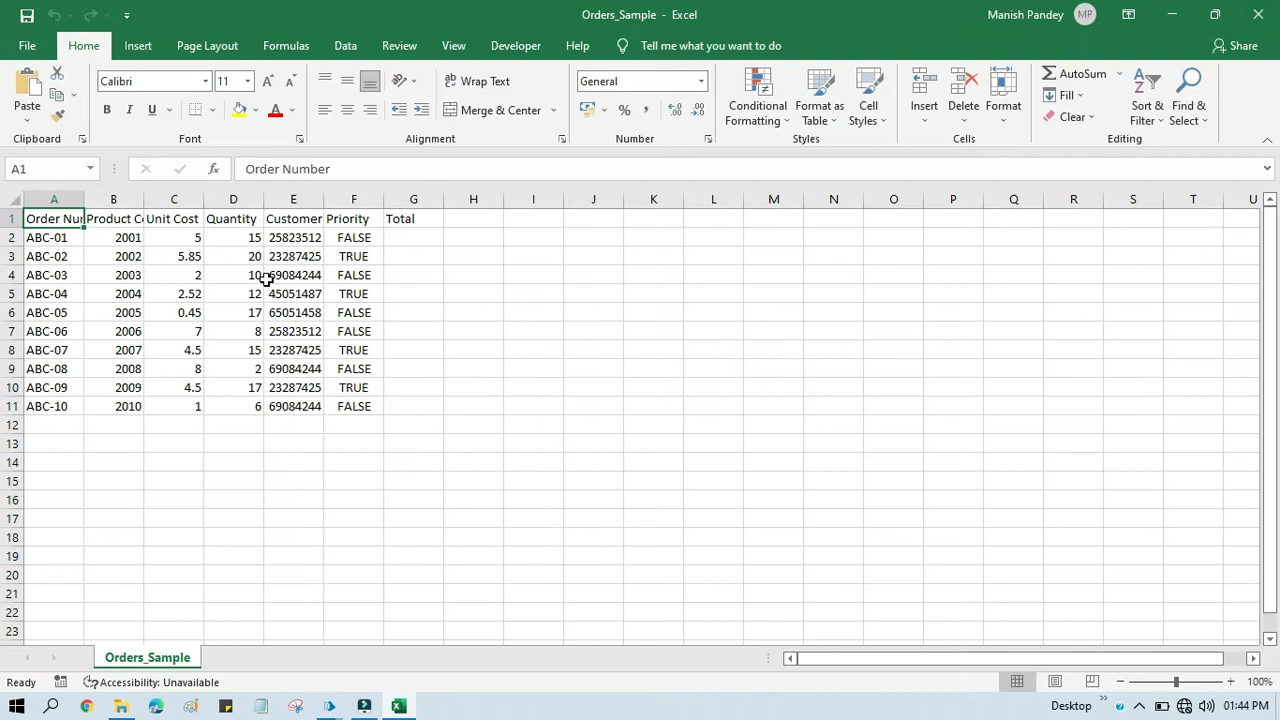 Orders_Sample - Excel
Manish Pandey MP
File Home Insert Page Layout Formulas Data Review View Developer Help Tell me what you want to do Share
Paste
Calibri 11 A A
B I U A
ab Wrap Text
Merge & Center
General
% ,
Conditional Formatting
Format as Table
Cell Styles
Insert Delete Format
AutoSum
Fill
Clear
Sort & Filter
Find & Select
Clipboard Font Alignment Number Styles Cells Editing
A1 fx Order Number
A B C D E F G H I J K L M N O P Q R S T U
1 Order Nu Product C Unit Cost Quantity Customer Priority Total
2 ABC-01 2001 5 15 25823512 FALSE
3 ABC-02 2002 5.85 20 23287425 TRUE
4 ABC-03 2003 2 10 69084244 FALSE
5 ABC-04 2004 2.52 12 45051487 TRUE
6 ABC-05 2005 0.45 17 65051458 FALSE
7 ABC-06 2006 7 8 25823512 FALSE
8 ABC-07 2007 4.5 15 23287425 TRUE
9 ABC-08 2008 8 2 69084244 FALSE
10 ABC-09 2009 4.5 17 23287425 TRUE
11 ABC-10 2010 1 6 69084244 FALSE
12
13
14
15
16
17
18
19
20
21
22
23
Orders_Sample
Ready Accessibility: Unavailable 100%
Desktop 01:44 PM